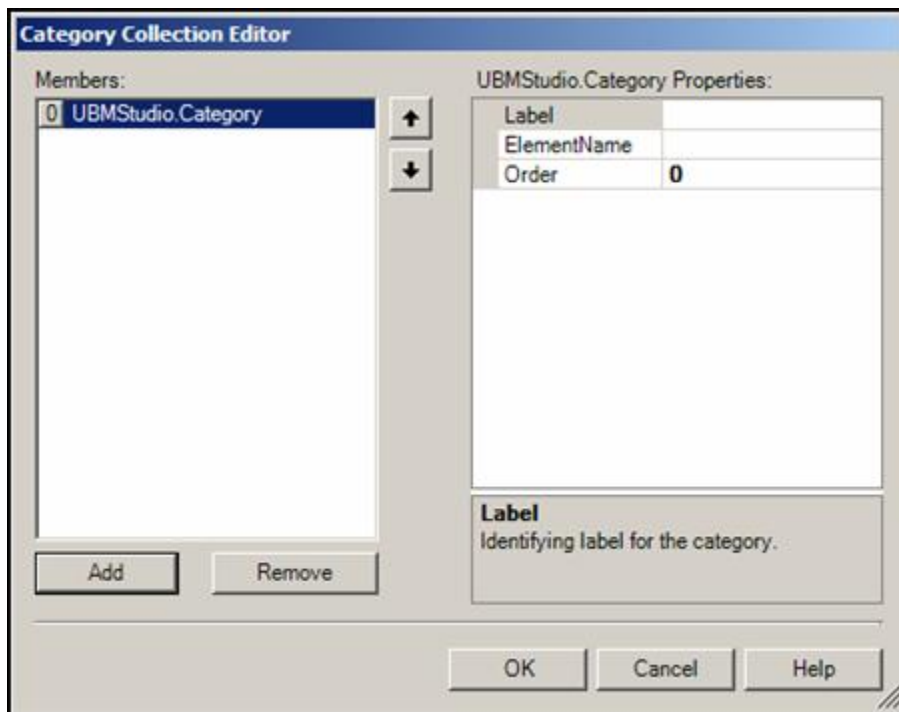 Category Collection Editor
Members:
0 UBMStudio.Category
Add
Remove
UBMStudio.Category Properties:
Label
ElementName
Order 0
Label
Identifying label for the category.
OK
Cancel
Help